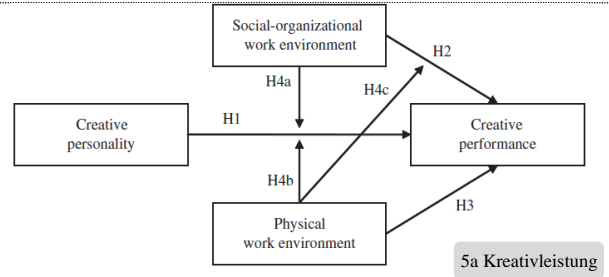 Social-organizational
work environment
H2
H4a
H4c
Creative
personality
H1
Creative
performance
H4b
H3
Physical
work environment
5a Kreativleistung